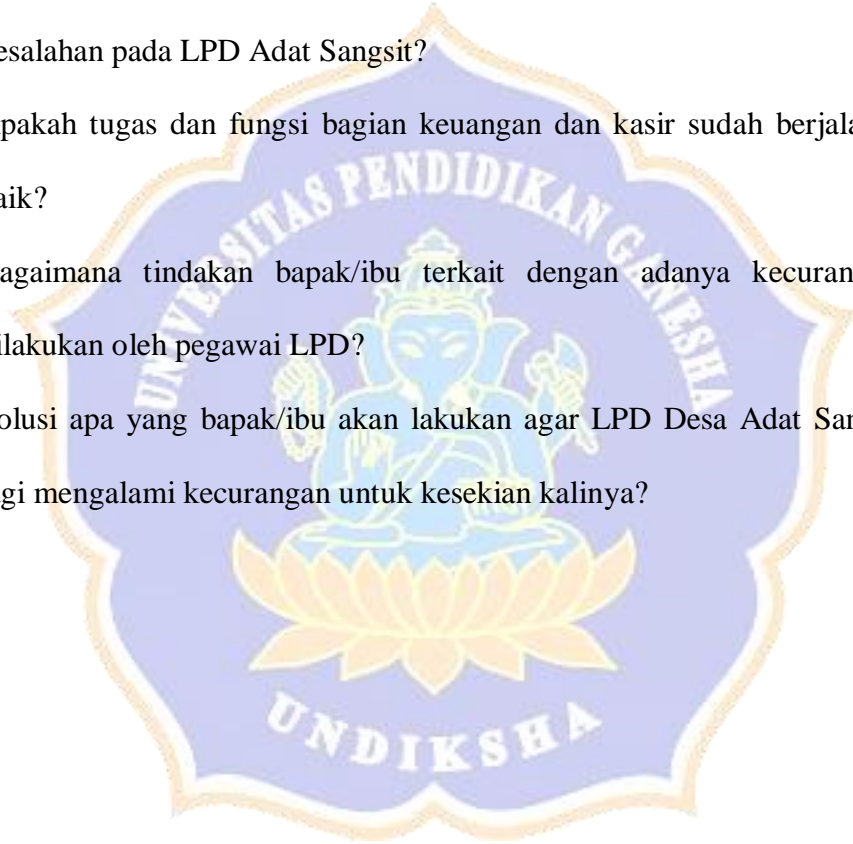 esalahan pada LPD Adat Sangsit?
pakah tugas dan fungsi bagian keuangan dan kasir sudah berjala
aik?
agaimana tindakan bapak/ibu terkait dengan adanya kecuran
ilakukan oleh pegawai LPD?
olusi apa yang bapak/ibu akan lakukan agar LPD Desa Adat San
gi mengalami kecurangan untuk kesekian kalinya?
UNIVERSITAS PENDIDIKAN GANESHA
UNDIKSHA